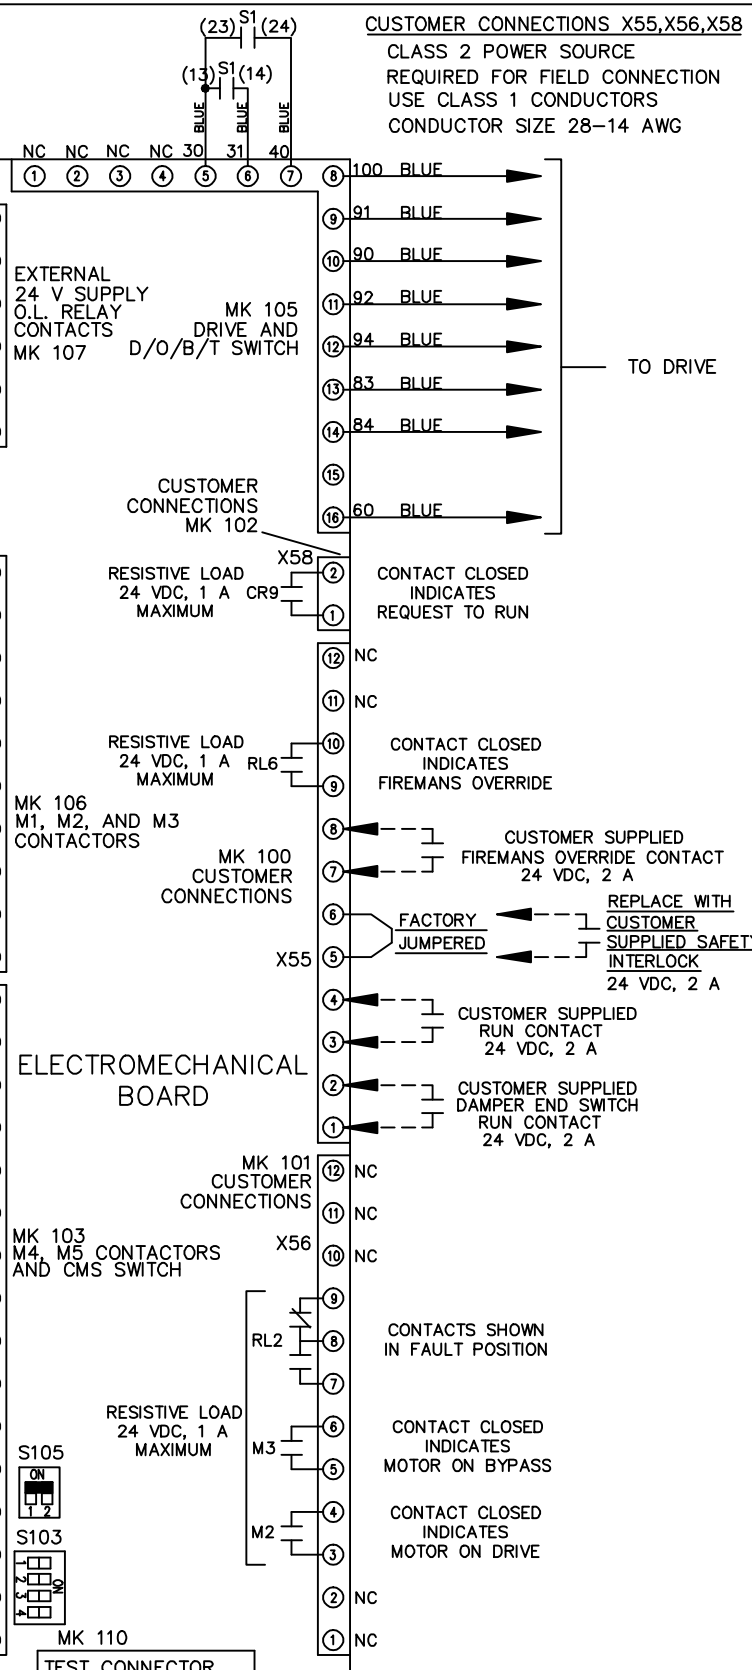 CUSTOMER CONNECTIONS X55,X56,X58
CLASS 2 POWER SOURCE
REQUIRED FOR FIELD CONNECTION
USE CLASS 1 CONDUCTORS
CONDUCTOR SIZE 28-14 AWG
(23) S1 (24)
(13) S1 (14)
BLUE BLUE BLUE
NC NC NC NC 30 31 40
1 2 3 4 5 6 7 8 100 BLUE
9 91 BLUE
10 90 BLUE
11 92 BLUE
12 94 BLUE
13 83 BLUE
14 84 BLUE
15
16 60 BLUE
TO DRIVE
EXTERNAL
24 V SUPPLY
O.L. RELAY
CONTACTS
MK 107
MK 105
DRIVE AND
D/O/B/T SWITCH
CUSTOMER
CONNECTIONS
MK 102
X58
RESISTIVE LOAD
24 VDC, 1 A
MAXIMUM
CR9
2
1
CONTACT CLOSED
INDICATES
REQUEST TO RUN
12 NC
11 NC
RESISTIVE LOAD
24 VDC, 1 A
MAXIMUM
RL6
10
9
CONTACT CLOSED
INDICATES
FIREMANS OVERRIDE
MK 106
M1, M2, AND M3
CONTACTORS
MK 100
CUSTOMER
CONNECTIONS
8
7
CUSTOMER SUPPLIED
FIREMANS OVERRIDE CONTACT
24 VDC, 2 A
6
X55 5
FACTORY
JUMPERED
REPLACE WITH
CUSTOMER
SUPPLIED SAFETY
INTERLOCK
24 VDC, 2 A
4
3
CUSTOMER SUPPLIED
RUN CONTACT
24 VDC, 2 A
ELECTROMECHANICAL
BOARD
2
1
CUSTOMER SUPPLIED
DAMPER END SWITCH
RUN CONTACT
24 VDC, 2 A
MK 101
CUSTOMER
CONNECTIONS
X56
12 NC
11 NC
10 NC
MK 103
M4, M5 CONTACTORS
AND CMS SWITCH
9
RL2 8
7
CONTACTS SHOWN
IN FAULT POSITION
RESISTIVE LOAD
24 VDC, 1 A
MAXIMUM
M3
6
5
CONTACT CLOSED
INDICATES
MOTOR ON BYPASS
M2
4
3
CONTACT CLOSED
INDICATES
MOTOR ON DRIVE
2 NC
1 NC
S105
ON
1 2
S103
1
2
3
4
ON
MK 110
TEST CONNECTOR